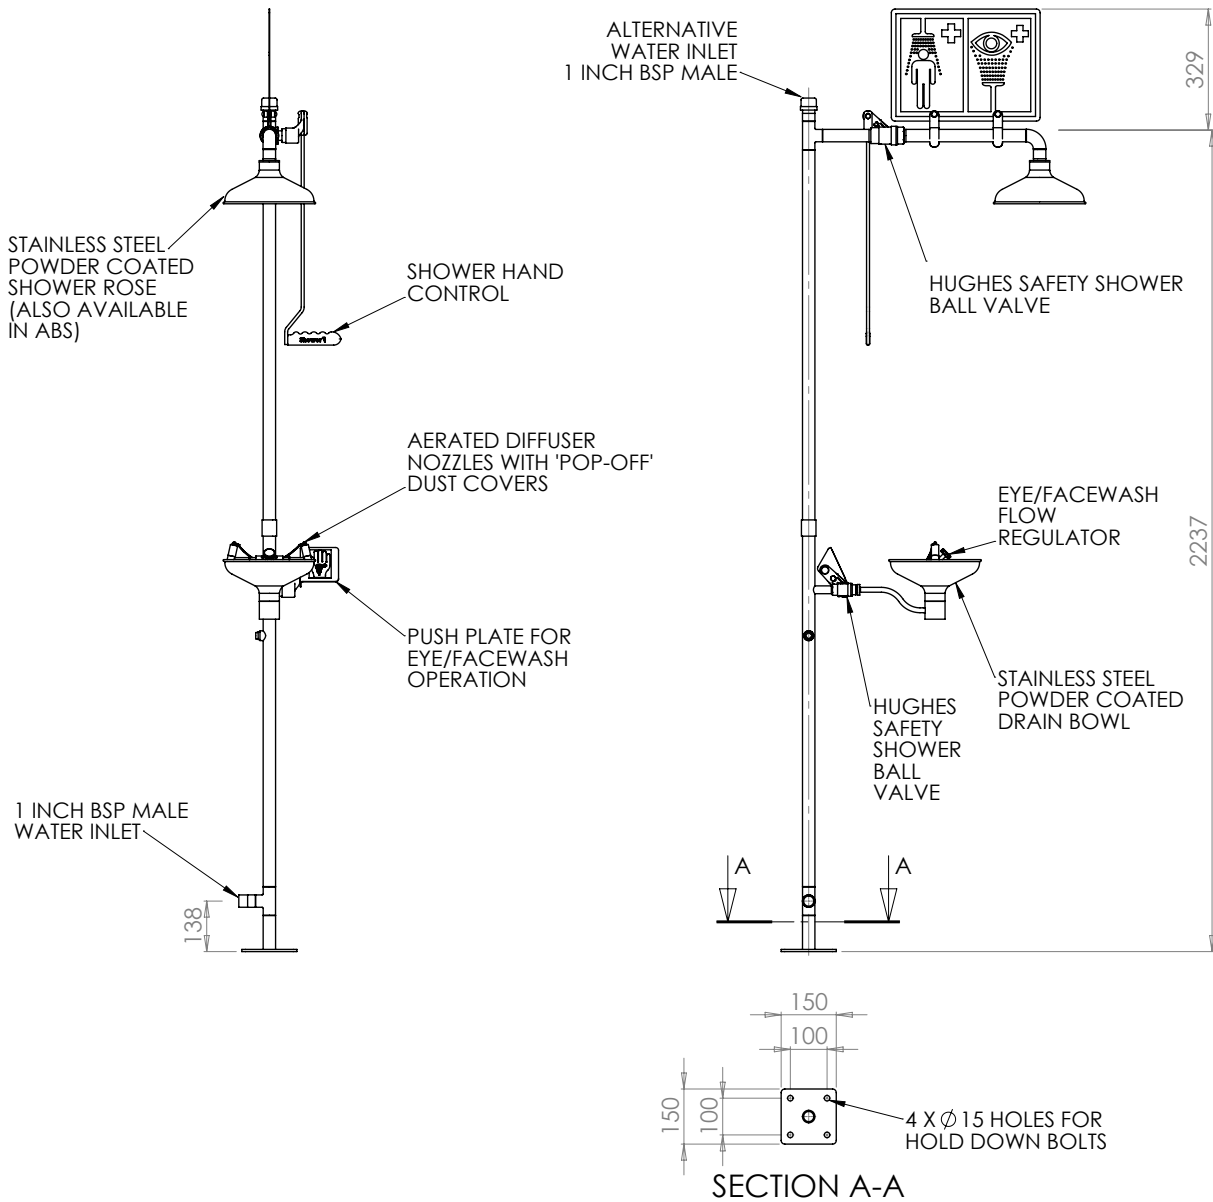 ALTERNATIVE
WATER INLET
1 INCH BSP MALE
329
STAINLESS STEEL
POWDER COATED
SHOWER ROSE
(ALSO AVAILABLE
IN ABS)
SHOWER HAND
CONTROL
Shower
HUGHES SAFETY SHOWER
BALL VALVE
AERATED DIFFUSER
NOZZLES WITH 'POP-OFF'
DUST COVERS
EYE/FACEWASH
FLOW
REGULATOR
2237
PUSH PLATE FOR
EYE/FACEWASH
OPERATION
STAINLESS STEEL
POWDER COATED
DRAIN BOWL
HUGHES
SAFETY
SHOWER
BALL
VALVE
1 INCH BSP MALE
WATER INLET
138
A
A
150
100
150
100
4 X Ø 15 HOLES FOR
HOLD DOWN BOLTS
SECTION A-A